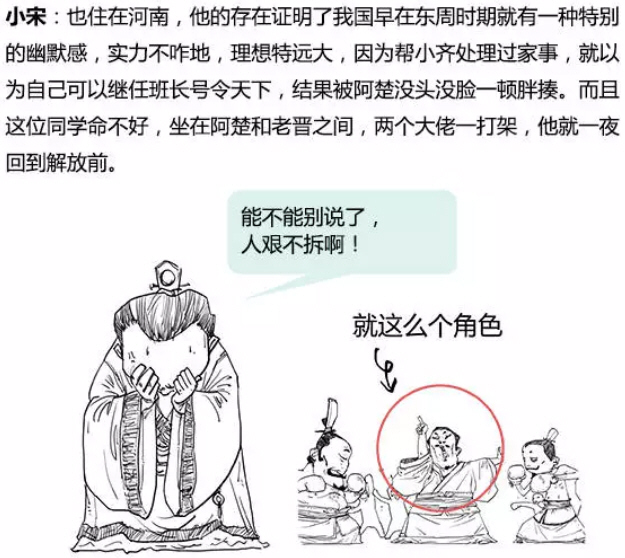 小宋：也住在河南，他的存在证明了我国早在东周时期就有一种特别
的幽默感，实力不咋地，理想特远大，因为帮小齐处理过家事，就以
为自己可以继任班长号令天下，结果被阿楚没头没脸一顿胖揍。而且
这位同学命不好，坐在阿楚和老晋之间，两个大佬一打架，他就一夜
回到解放前。
能不能别说了，
人艰不拆啊！
就这么个角色